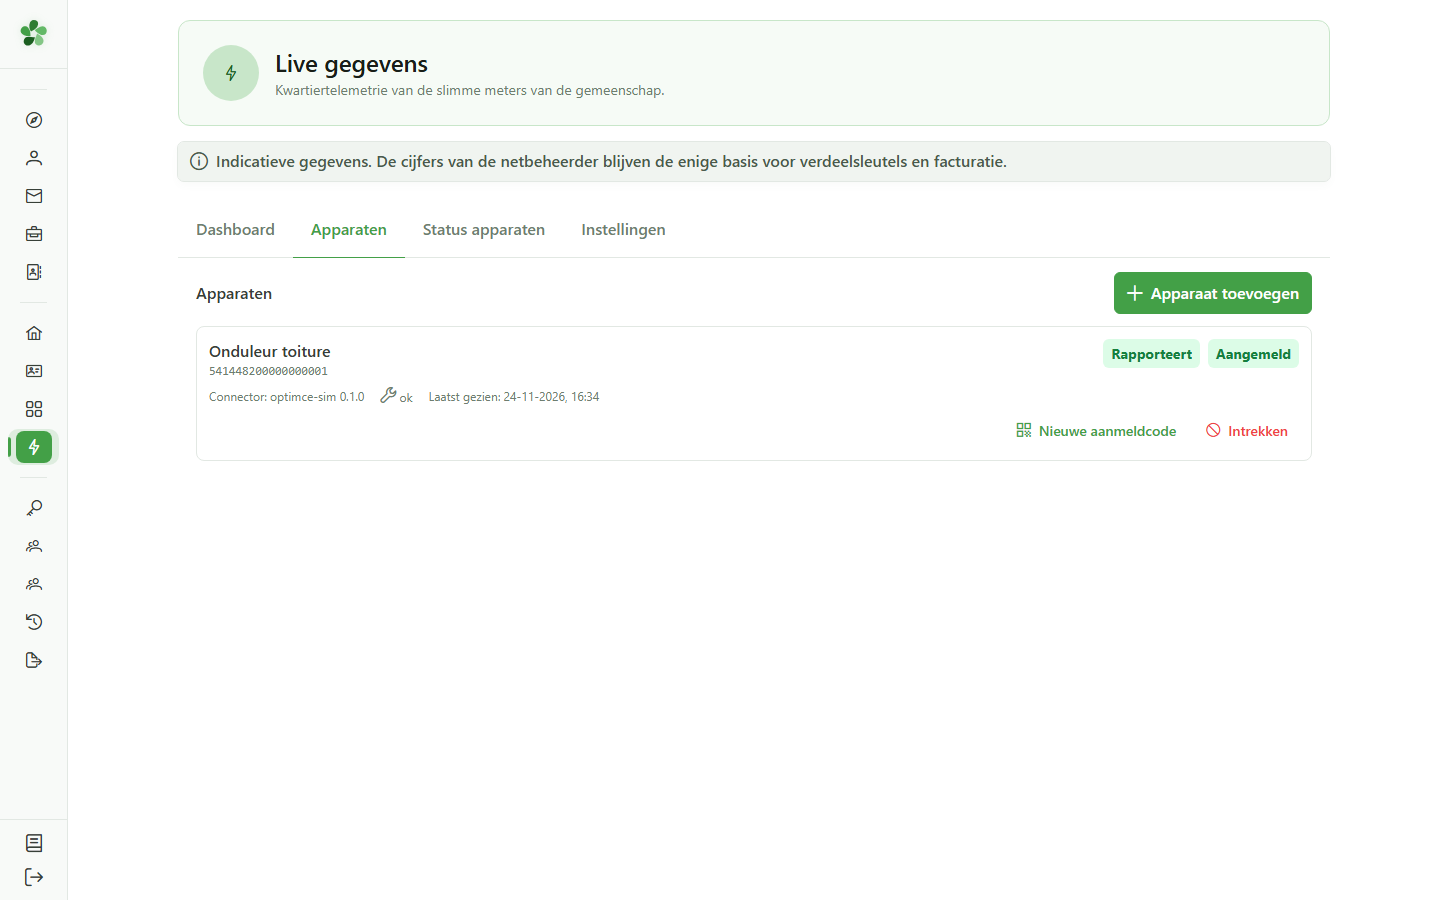 Live gegevens
Kwartiertelemetrie van de slimme meters van de gemeenschap.
Indicatieve gegevens. De cijfers van de netbeheerder blijven de enige basis voor verdeelsleutels en facturatie.
Dashboard
Apparaten
Status apparaten
Instellingen
Apparaten
Apparaat toevoegen
Onduleur toiture
Rapporteert
Aangemeld
541448200000000001
Connector: optimce-sim 0.1.0
ok
Laatst gezien: 24-11-2026, 16:34
Nieuwe aanmeldcode
Intrekken